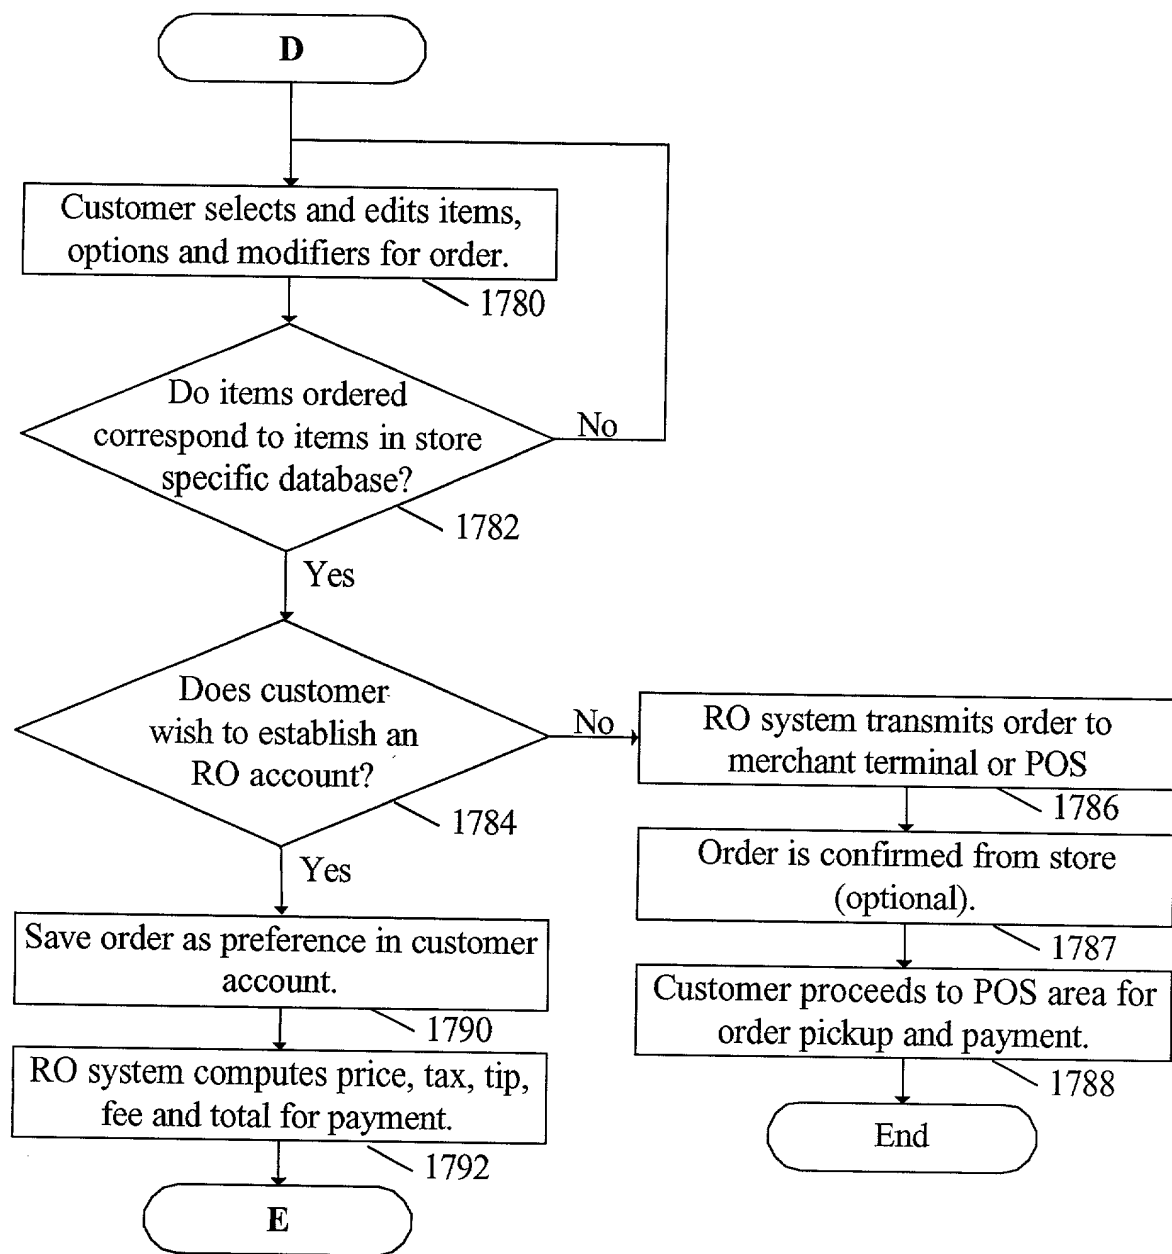 D
Customer selects and edits items,
options and modifiers for order.
1780
Do items ordered
correspond to items in store
specific database?
No
1782
Yes
Does customer
wish to establish an
RO account?
No
1784
Yes
RO system transmits order to
merchant terminal or POS
1786
Order is confirmed from store
(optional).
1787
Customer proceeds to POS area for
order pickup and payment.
1788
End
Save order as preference in customer
account.
1790
RO system computes price, tax, tip,
fee and total for payment.
1792
E